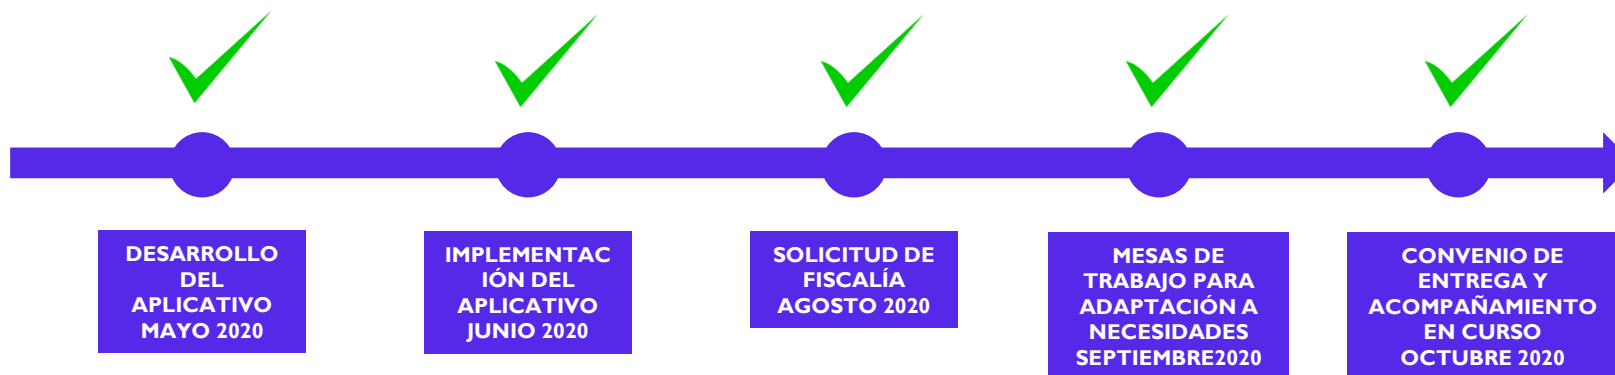 DESARROLLO
DEL
APLICATIVO
MAYO 2020
IMPLEMENTAC
IÓN DEL
APLICATIVO
JUNIO 2020
SOLICITUD DE
FISCALÍA
AGOSTO 2020
MESAS DE
TRABAJO PARA
ADAPTACIÓN A
NECESIDADES
SEPTIEMBRE2020
CONVENIO DE
ENTREGA Y
ACOMPAÑAMIENTO
EN CURSO
OCTUBRE 2020